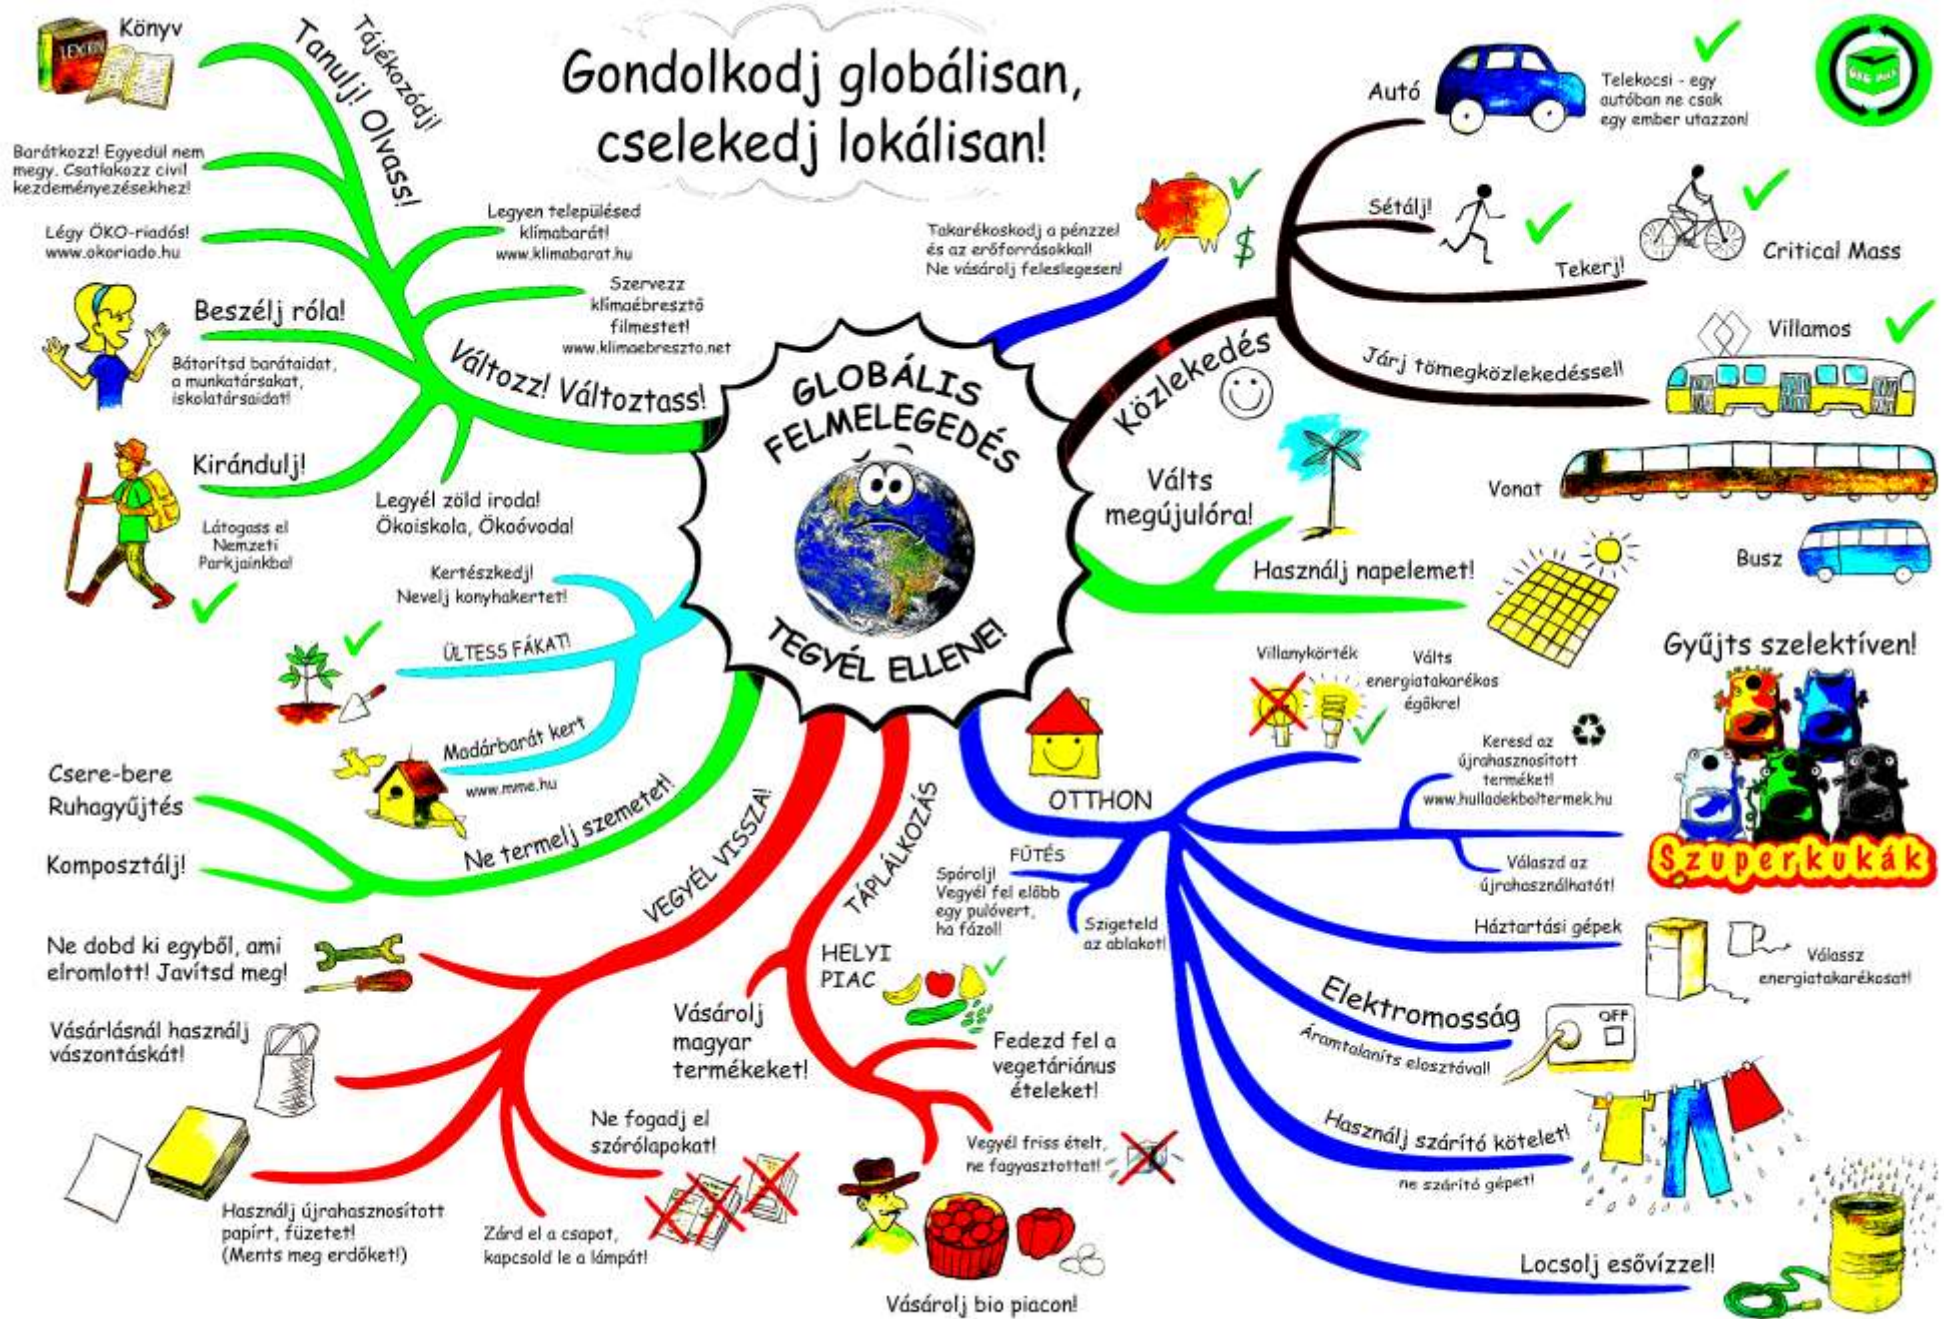 Gondolkodj globálisan,
cselekedj lokálisan!
GLOBÁLIS
FELMELEGEDÉS
TEGYÉL ELLENE!
Takarékoskodj a pénzzel
és az erőforrásokkal!
Ne vásárolj feleslegesen!
$
Közlekedés
Autó
Telekocsi - egy
autóban ne csak
egy ember utazzon!
Sétálj!
Tekerj!
Critical Mass
Járj tömegközlekedéssel!
Villamos
Vonat
Busz
Válts
megújulóra!
Használj napelemet!
OTTHON
Villanykörték
Válts
energiatakarékos
égőkre!
Gyűjts szelektíven!
Szuperkukák
Keresd az
újrahasznosított
terméket!
www.hulladekboltermek.hu
Válaszd az
újrahasználhatót!
FŰTÉS
Spórolj!
Vegyél fel előbb
egy pulóvert,
ha fázol!
Szigeteld
az ablakot!
Háztartási gépek
Válassz
energiatakarékosat!
Elektromosság
Áramtalaníts elosztóval!
OFF
Használj szárító kötelet!
ne szárító gépet!
Locsolj esővízzel!
TÁPLÁLKOZÁS
HELYI
PIAC
Vásárolj
magyar
termékeket!
Fedezd fel a
vegetáriánus
ételeket!
Vegyél friss ételt,
ne fagyasztottat!
Vásárolj bio piacon!
VEGYÉL VISSZA!
Ne dobd ki egyből, ami
elromlott! Javítsd meg!
Vásárlásnál használj
vászontáskát!
Használj újrahasznosított
papírt, füzetet!
(Ments meg erdőket!)
Zárd el a csapot,
kapcsold le a lámpát!
Ne fogadj el
szórólapokat!
Ne termelj szemetet!
Csere-bere
Ruhagyűjtés
Komposztálj!
Kertészkedj!
Nevelj konyhakertet!
ÜLTESS FÁKAT!
Madárbarát kert
www.mme.hu
Változz! Változtass!
Tájékozódj!
Tanulj! Olvass!
Könyv
LEXIKON
Barátkozz! Egyedül nem
megy. Csatlakozz civil
kezdeményezésekhez!
Légy ÖKO-riadós!
www.okoriado.hu
Beszélj róla!
Bátorítsd barátaidat,
a munkatársakat,
iskolatársaidat!
Kirándulj!
Látogass el
Nemzeti
Parkjainkba!
Legyen településed
klímabarát!
www.klimabarat.hu
Szervezz
klímaébresztő
filmestet!
www.klimaebreszto.net
Legyél zöld iroda!
Ökoiskola, Ökoóvoda!